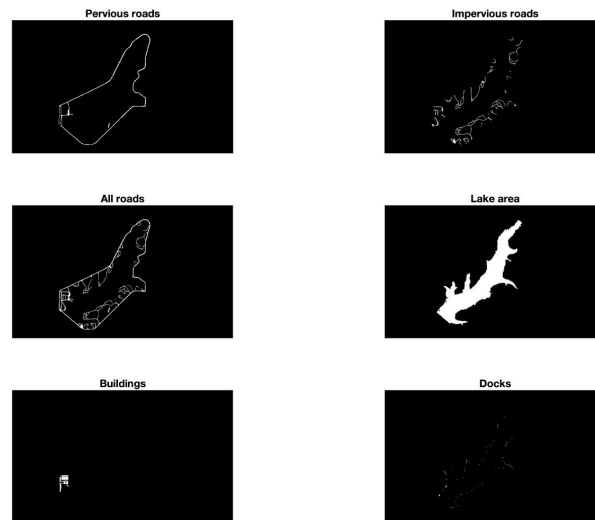 Pervious roads
Impervious roads
All roads
Lake area
Buildings
Docks